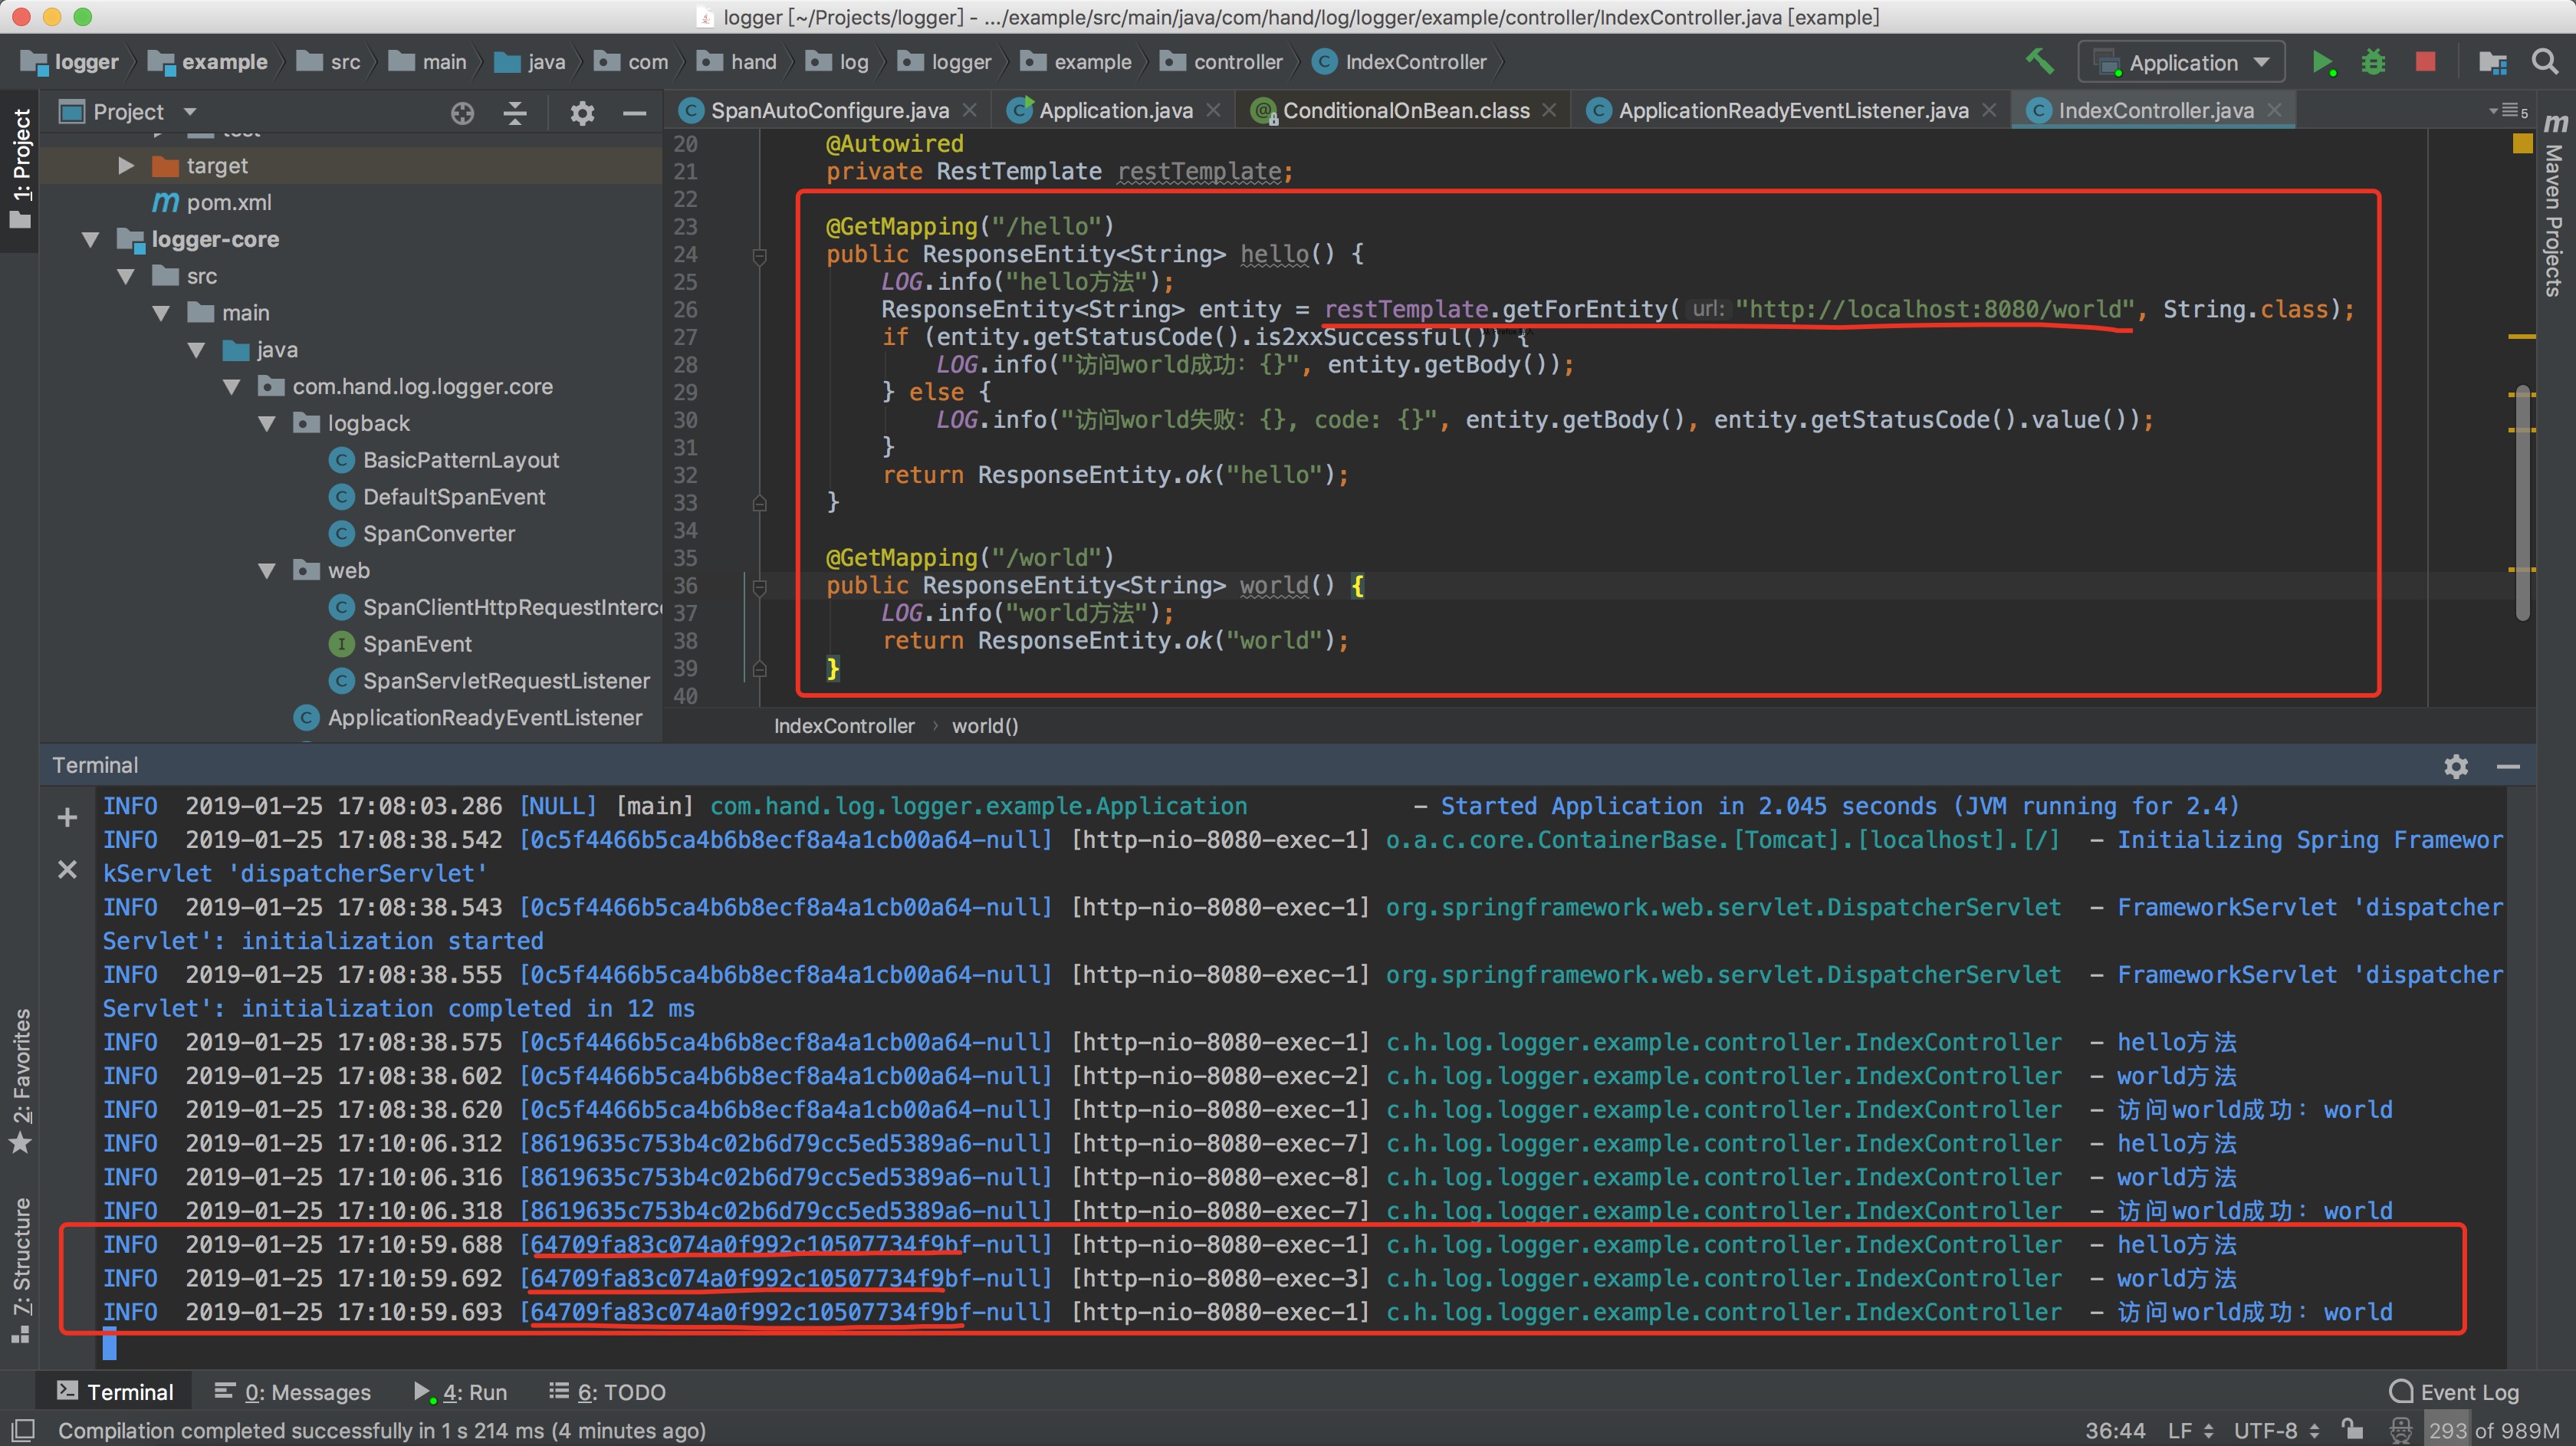 logger [~/Projects/logger] - .../example/src/main/java/com/hand/log/logger/example/controller/IndexController.java [example]
logger example src main java com hand log logger example controller IndexController Application
1: Project
Project
SpanAutoConfigure.java Application.java ConditionalOnBean.class ApplicationReadyEventListener.java IndexController.java 5
target
pom.xml
logger-core
src
main
java
com.hand.log.logger.core
logback
BasicPatternLayout
DefaultSpanEvent
SpanConverter
web
SpanClientHttpRequestInterc
SpanEvent
SpanServletRequestListener
ApplicationReadyEventListener
20 @Autowired
21 private RestTemplate restTemplate;
22
23 @GetMapping("/hello")
24 public ResponseEntity<String> hello() {
25 LOG.info("hello方法");
26 ResponseEntity<String> entity = restTemplate.getForEntity( url: "http://localhost:8080/world", String.class);
27 if (entity.getStatusCode().is2xxSuccessful()) {
28 LOG.info("访问world成功: {}", entity.getBody());
29 } else {
30 LOG.info("访问world失败: {}, code: {}", entity.getBody(), entity.getStatusCode().value());
31 }
32 return ResponseEntity.ok("hello");
33 }
34
35 @GetMapping("/world")
36 public ResponseEntity<String> world() {
37 LOG.info("world方法");
38 return ResponseEntity.ok("world");
39 }
40
IndexController › world()
Maven Projects
Terminal
INFO 2019-01-25 17:08:03.286 [NULL] [main] com.hand.log.logger.example.Application – Started Application in 2.045 seconds (JVM running for 2.4)
INFO 2019-01-25 17:08:38.542 [0c5f4466b5ca4b6b8ecf8a4a1cb00a64-null] [http-nio-8080-exec-1] o.a.c.core.ContainerBase.[Tomcat].[localhost].[/] – Initializing Spring Framewor
kServlet 'dispatcherServlet'
INFO 2019-01-25 17:08:38.543 [0c5f4466b5ca4b6b8ecf8a4a1cb00a64-null] [http-nio-8080-exec-1] org.springframework.web.servlet.DispatcherServlet – FrameworkServlet 'dispatcher
Servlet': initialization started
INFO 2019-01-25 17:08:38.555 [0c5f4466b5ca4b6b8ecf8a4a1cb00a64-null] [http-nio-8080-exec-1] org.springframework.web.servlet.DispatcherServlet – FrameworkServlet 'dispatcher
Servlet': initialization completed in 12 ms
INFO 2019-01-25 17:08:38.575 [0c5f4466b5ca4b6b8ecf8a4a1cb00a64-null] [http-nio-8080-exec-1] c.h.log.logger.example.controller.IndexController – hello方法
INFO 2019-01-25 17:08:38.602 [0c5f4466b5ca4b6b8ecf8a4a1cb00a64-null] [http-nio-8080-exec-2] c.h.log.logger.example.controller.IndexController – world方法
INFO 2019-01-25 17:08:38.620 [0c5f4466b5ca4b6b8ecf8a4a1cb00a64-null] [http-nio-8080-exec-1] c.h.log.logger.example.controller.IndexController – 访问world成功: world
INFO 2019-01-25 17:10:06.312 [8619635c753b4c02b6d79cc5ed5389a6-null] [http-nio-8080-exec-7] c.h.log.logger.example.controller.IndexController – hello方法
INFO 2019-01-25 17:10:06.316 [8619635c753b4c02b6d79cc5ed5389a6-null] [http-nio-8080-exec-8] c.h.log.logger.example.controller.IndexController – world方法
INFO 2019-01-25 17:10:06.318 [8619635c753b4c02b6d79cc5ed5389a6-null] [http-nio-8080-exec-7] c.h.log.logger.example.controller.IndexController – 访问world成功: world
INFO 2019-01-25 17:10:59.688 [64709fa83c074a0f992c10507734f9bf-null] [http-nio-8080-exec-1] c.h.log.logger.example.controller.IndexController – hello方法
INFO 2019-01-25 17:10:59.692 [64709fa83c074a0f992c10507734f9bf-null] [http-nio-8080-exec-3] c.h.log.logger.example.controller.IndexController – world方法
INFO 2019-01-25 17:10:59.693 [64709fa83c074a0f992c10507734f9bf-null] [http-nio-8080-exec-1] c.h.log.logger.example.controller.IndexController – 访问world成功: world
2: Favorites
Z: Structure
Terminal 0: Messages 4: Run 6: TODO Event Log
Compilation completed successfully in 1 s 214 ms (4 minutes ago) 36:44 LF UTF-8 293 of 989M